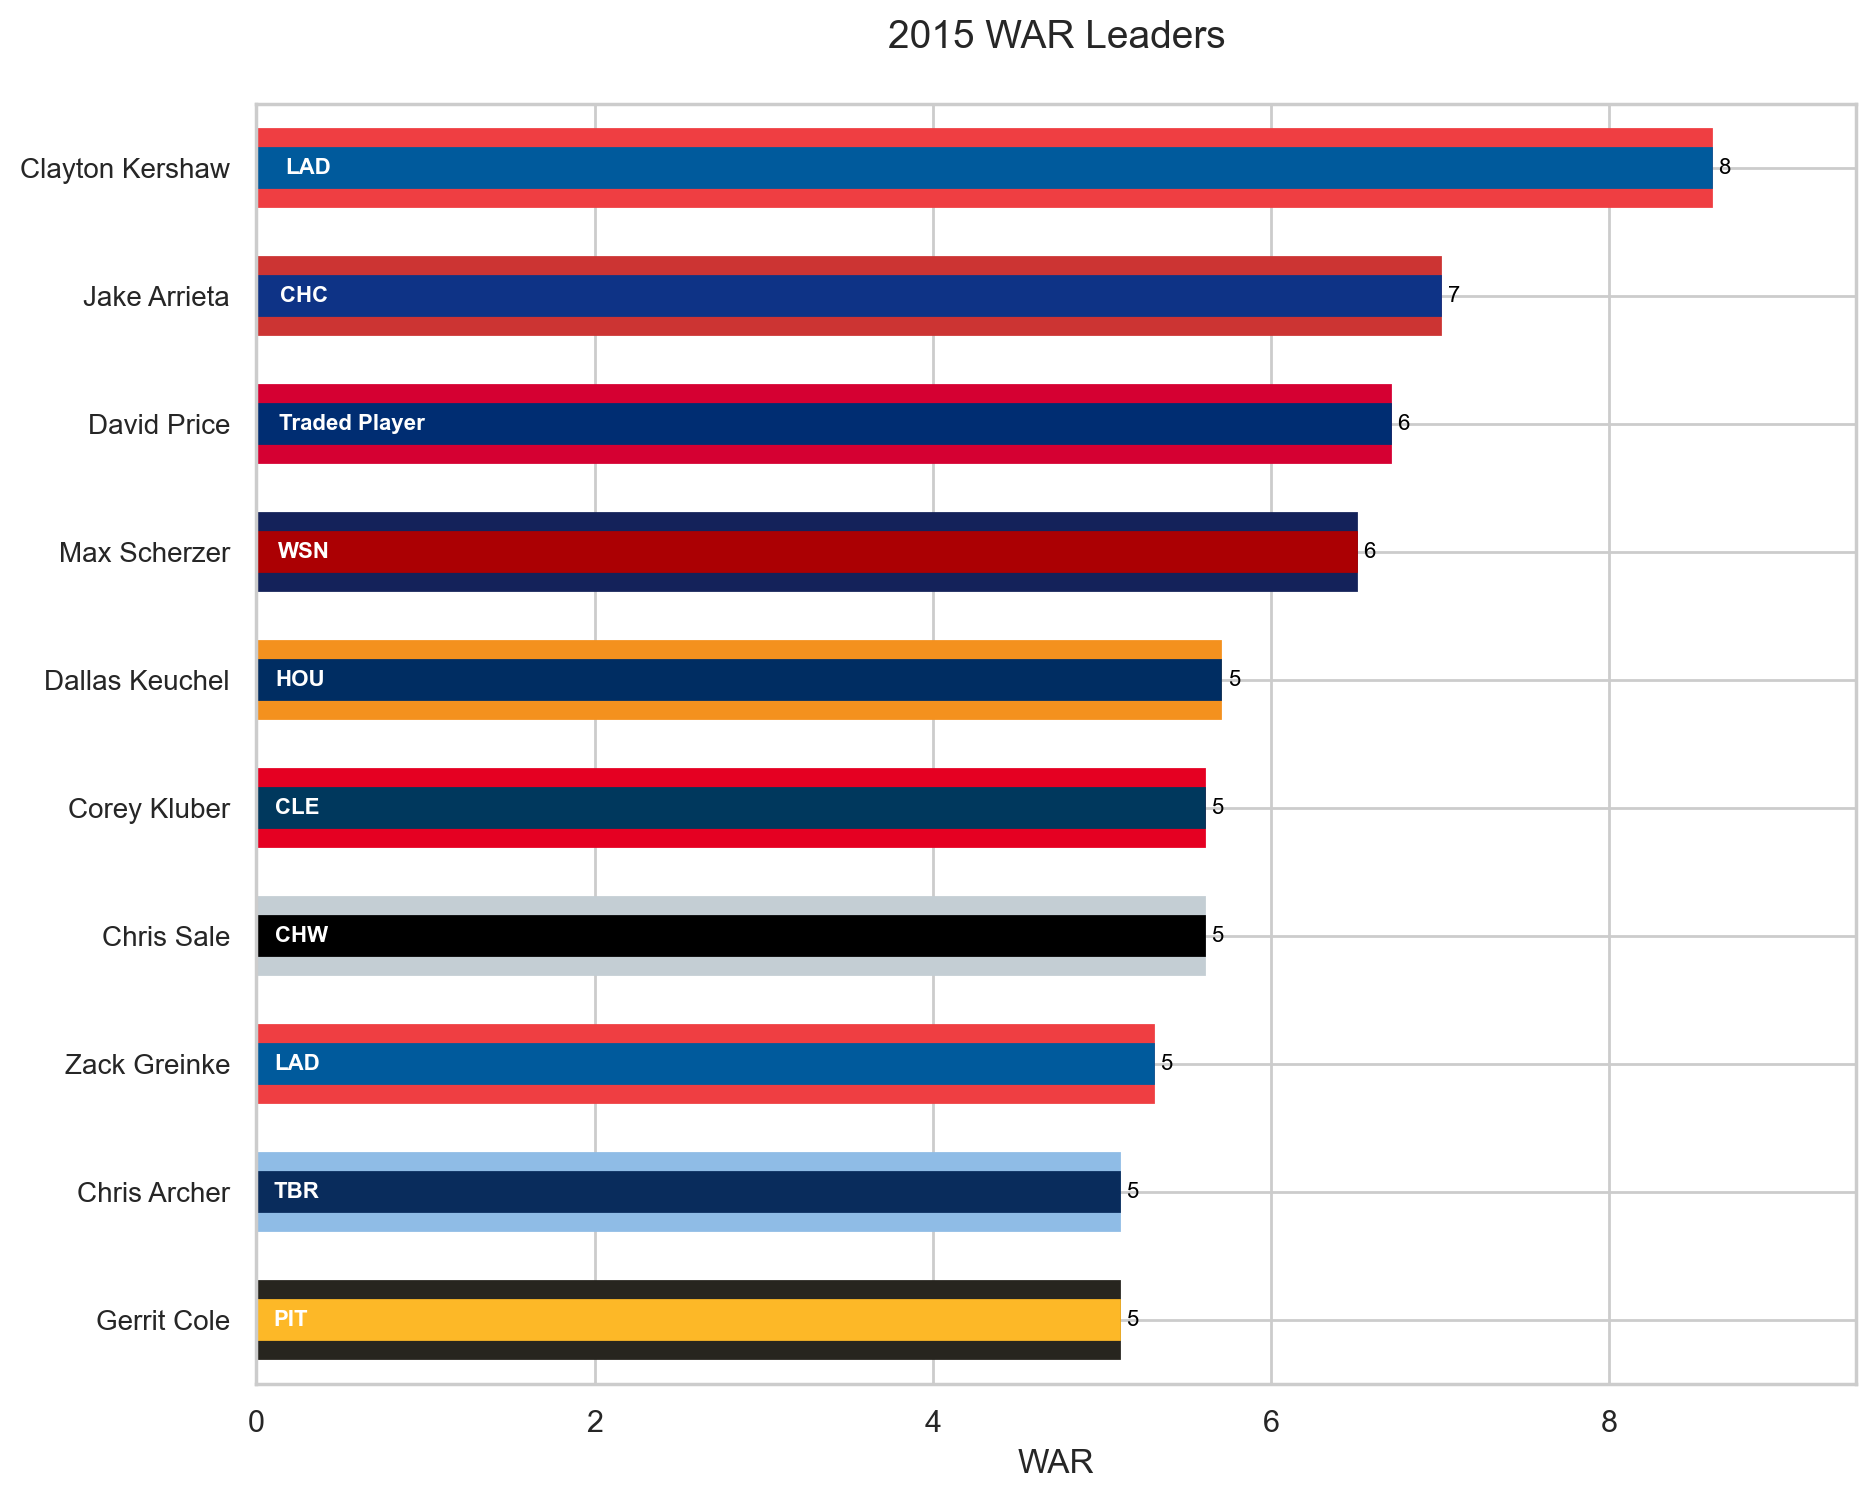 2015 WAR Leaders
Clayton Kershaw LAD 8
Jake Arrieta CHC 7
David Price Traded Player 6
Max Scherzer WSN 6
Dallas Keuchel HOU 5
Corey Kluber CLE 5
Chris Sale CHW 5
Zack Greinke LAD 5
Chris Archer TBR 5
Gerrit Cole PIT 5
0 2 4 6 8
WAR